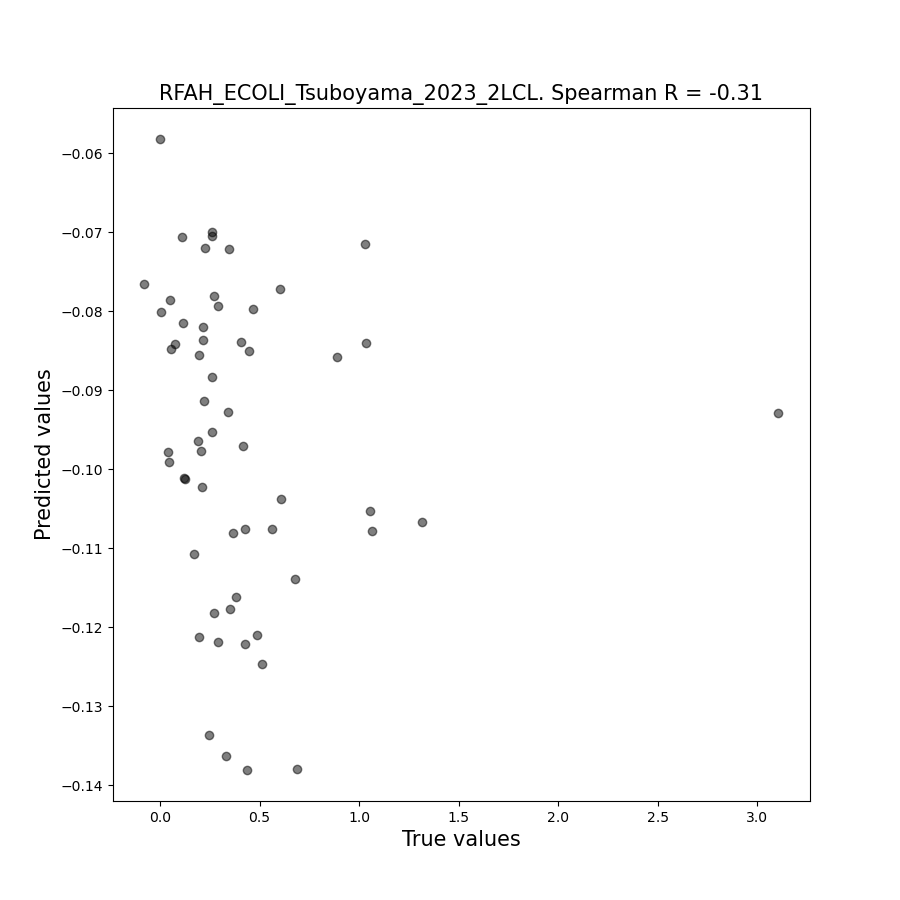 RFAH_ECOLI_Tsuboyama_2023_2LCL. Spearman R = -0.31
−0.06
−0.07
−0.08
−0.09
−0.10
−0.11
−0.12
−0.13
−0.14
Predicted values
0.0 0.5 1.0 1.5 2.0 2.5 3.0
True values